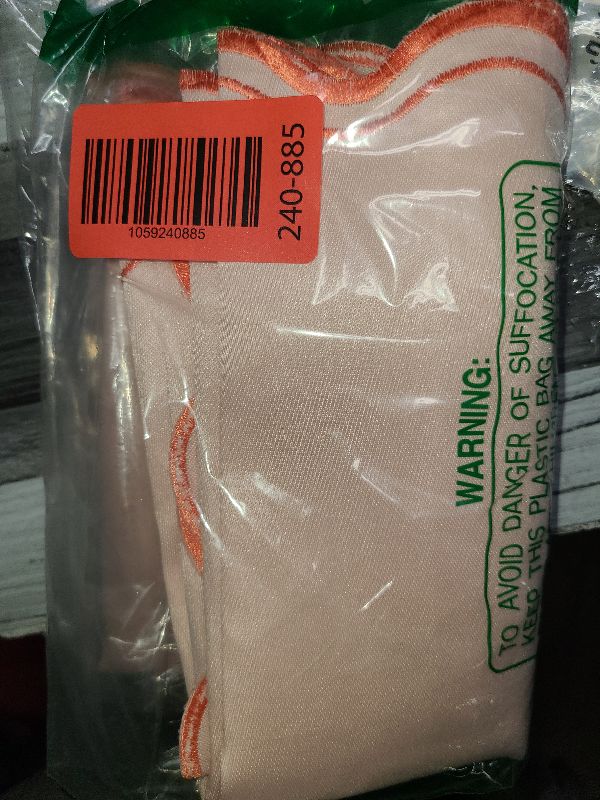 1059240885
240-885
WARNING:
TO AVOID DANGER OF SUFFOCATION,
KEEP THIS PLASTIC BAG AWAY FROM